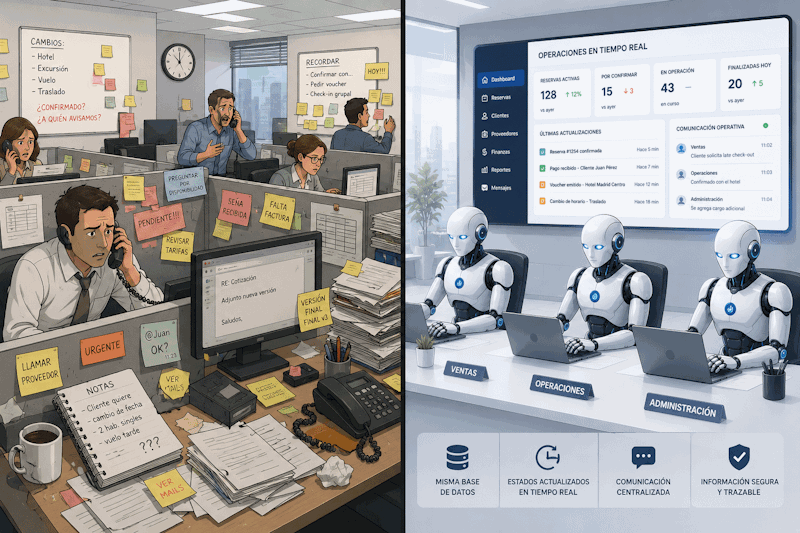 CAMBIOS:
- Hotel
- Excursión
- Vuelo
- Traslado
¿CONFIRMADO?
¿A QUIÉN AVISAMOS?
RECORDAR
- Confirmar con...
- Pedir voucher
- Check-in grupal
HOY!!!
PREGUNTAR
POR
DISPONIBILIDAD
PENDIENTE!!!
REVISAR
TARIFAS
SENA
RECIBIDA
FALTA
FACTURA
RE: Cotización
Adjunto nueva versión
Saludos,
VERSIÓN
FINAL
FINAL v3
LLAMAR
PROVEEDOR
URGENTE
@Juan
OK?
11:23
NOTAS
- Cliente quiere
cambio de fecha
- 2 hab. singles
- vuelo tarde
???
VER
MAILS
VER
MAILS
OPERACIONES EN TIEMPO REAL
Dashboard
Reservas
Clientes
Proveedores
Finanzas
Reportes
Mensajes
RESERVAS ACTIVAS
128 ↑ 12%
vs ayer
POR CONFIRMAR
15 ↓ 3
vs ayer
EN OPERACIÓN
43 —
en curso
FINALIZADAS HOY
20 ↑ 5
vs ayer
ÚLTIMAS ACTUALIZACIONES
Reserva #1254 confirmada Hace 5 min
Pago recibido - Cliente Juan Pérez Hace 7 min
Voucher emitido - Hotel Madrid Centro Hace 12 min
Cambio de horario - Traslado Hace 18 min
COMUNICACIÓN OPERATIVA
Ventas 11:02
Cliente solicita late check-out
Operaciones 11:03
Confirmado con el hotel
Administración 11:04
Se agrega cargo adicional
VENTAS
OPERACIONES
ADMINISTRACIÓN
MISMA BASE
DE DATOS
ESTADOS ACTUALIZADOS
EN TIEMPO REAL
COMUNICACIÓN
CENTRALIZADA
INFORMACIÓN SEGURA
Y TRAZABLE